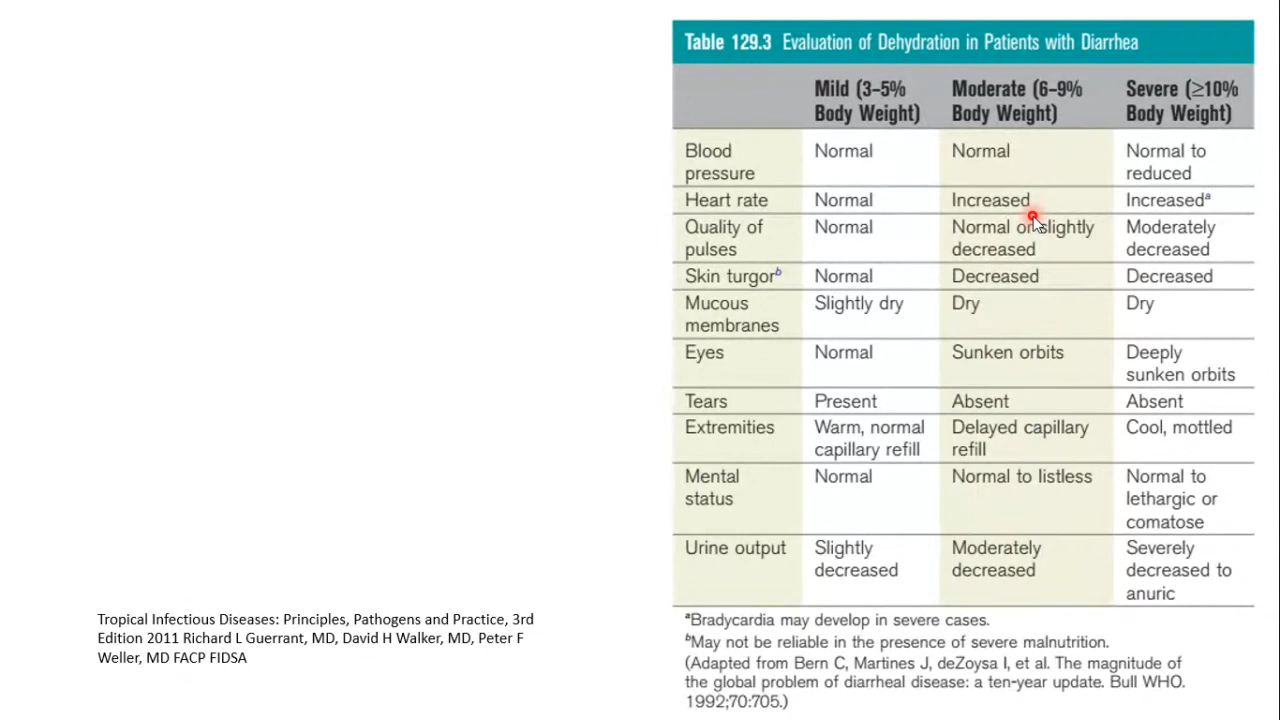 Table 129.3 Evaluation of Dehydration in Patients with Diarrhea
Mild (3–5% Body Weight) Moderate (6–9% Body Weight) Severe (≥10% Body Weight)
Blood pressure Normal Normal Normal to reduced
Heart rate Normal Increased Increasedᵃ
Quality of pulses Normal Normal or slightly decreased Moderately decreased
Skin turgorᵇ Normal Decreased Decreased
Mucous membranes Slightly dry Dry Dry
Eyes Normal Sunken orbits Deeply sunken orbits
Tears Present Absent Absent
Extremities Warm, normal capillary refill Delayed capillary refill Cool, mottled
Mental status Normal Normal to listless Normal to lethargic or comatose
Urine output Slightly decreased Moderately decreased Severely decreased to anuric
ᵃBradycardia may develop in severe cases.
ᵇMay not be reliable in the presence of severe malnutrition.
(Adapted from Bern C, Martines J, deZoysa I, et al. The magnitude of
the global problem of diarrheal disease: a ten-year update. Bull WHO.
1992;70:705.)
Tropical Infectious Diseases: Principles, Pathogens and Practice, 3rd
Edition 2011 Richard L Guerrant, MD, David H Walker, MD, Peter F
Weller, MD FACP FIDSA